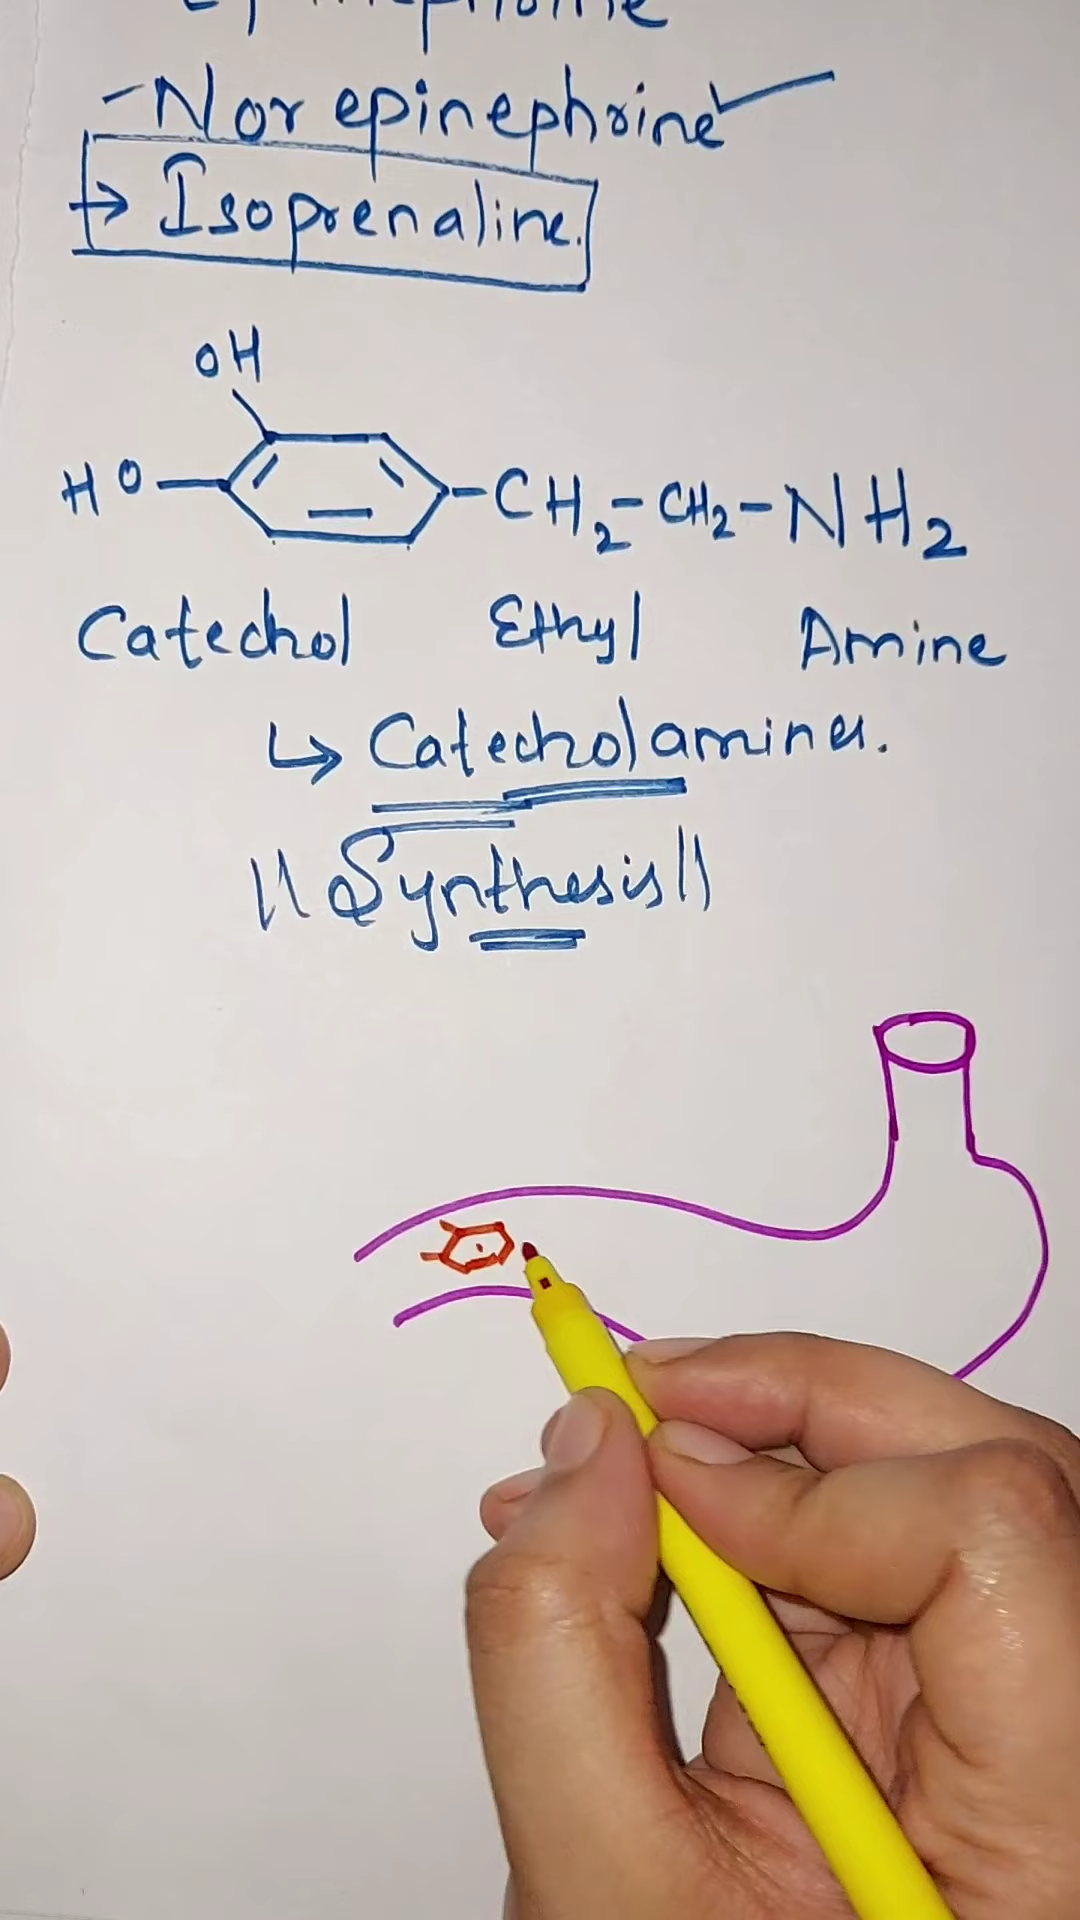 - Norepinephrine ✓
→ Isoprenaline.
OH
HO-
-CH₂-CH₂-NH₂
Catechol Ethyl Amine
↳ Catecholamines.
\\ Synthesis \\